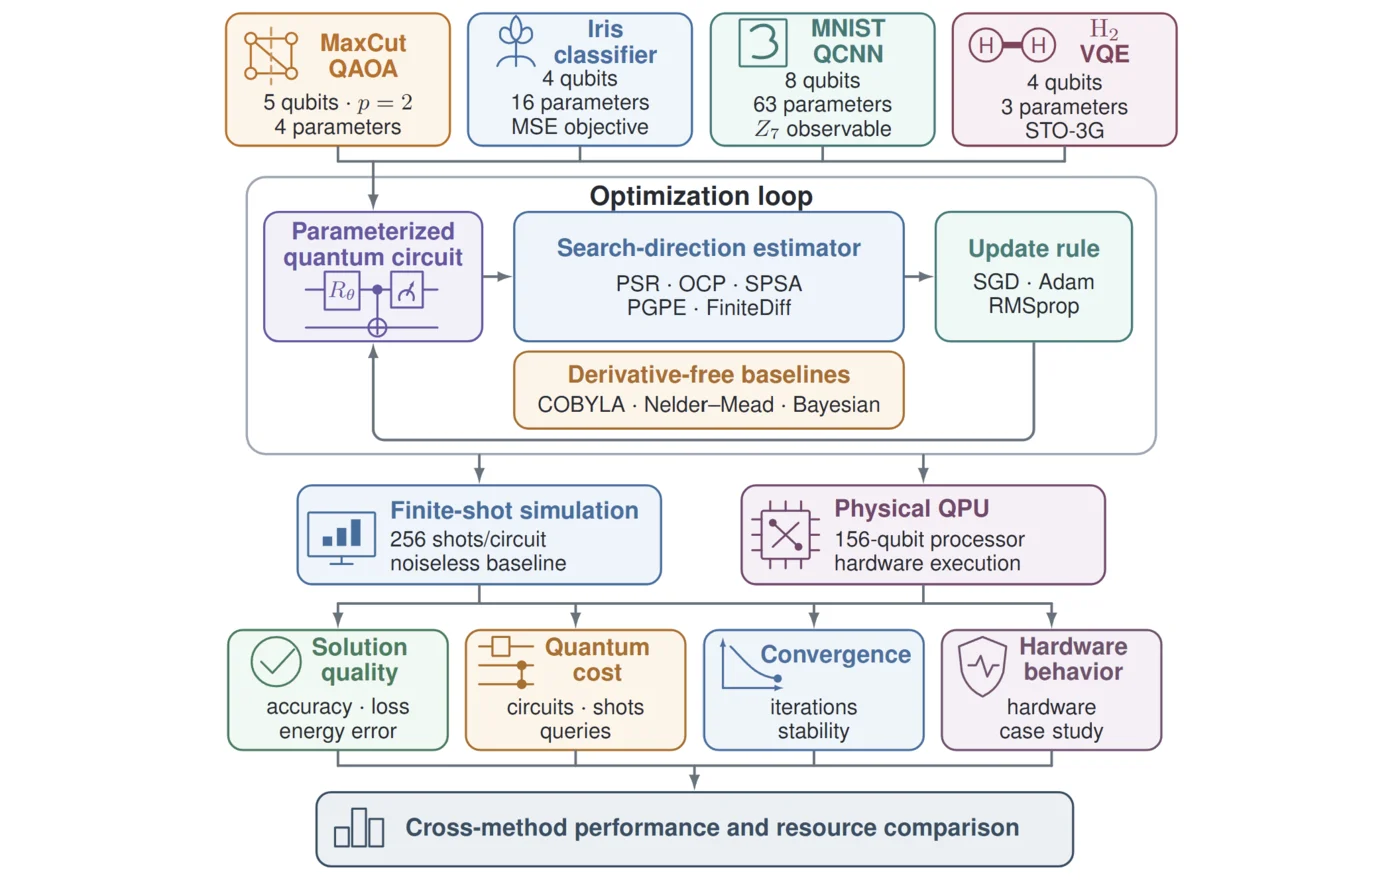 MaxCut
QAOA
5 qubits · p = 2
4 parameters
Iris
classifier
4 qubits
16 parameters
MSE objective
MNIST
QCNN
8 qubits
63 parameters
Z₇ observable
H H
H₂
VQE
4 qubits
3 parameters
STO-3G
Optimization loop
Parameterized
quantum circuit
R_θ
Search-direction estimator
PSR · OCP · SPSA
PGPE · FiniteDiff
Update rule
SGD · Adam
RMSprop
Derivative-free baselines
COBYLA · Nelder–Mead · Bayesian
Finite-shot simulation
256 shots/circuit
noiseless baseline
Physical QPU
156-qubit processor
hardware execution
Solution
quality
accuracy · loss
energy error
Quantum
cost
circuits · shots
queries
Convergence
iterations
stability
Hardware
behavior
hardware
case study
Cross-method performance and resource comparison